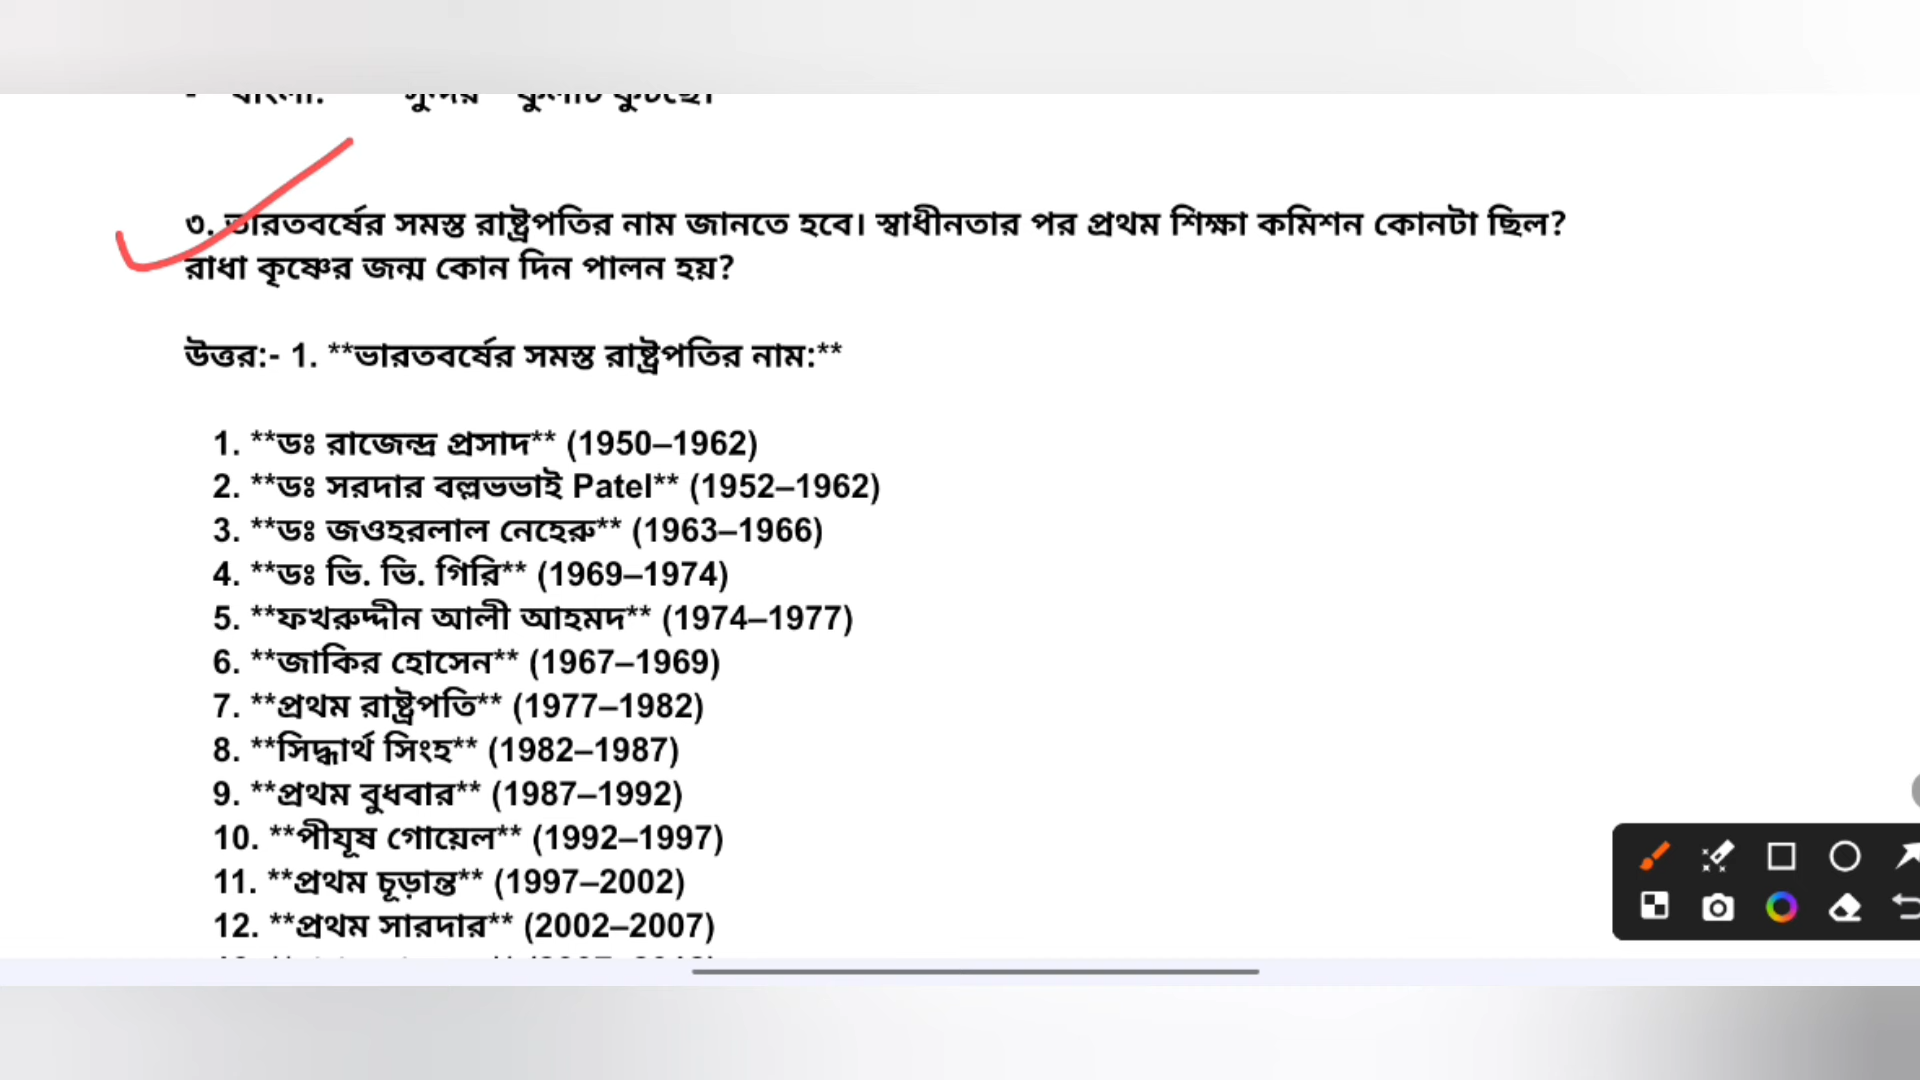 ৩. ভারতবর্ষের সমস্ত রাষ্ট্রপতির নাম জানতে হবে। স্বাধীনতার পর প্রথম শিক্ষা কমিশন কোনটা ছিল?
রাধা কৃষ্ণের জন্ম কোন দিন পালন হয়?
উত্তর:- 1. **ভারতবর্ষের সমস্ত রাষ্ট্রপতির নাম:**
1. **ডঃ রাজেন্দ্র প্রসাদ** (1950–1962)
2. **ডঃ সরদার বল্লভভাই Patel** (1952–1962)
3. **ডঃ জওহরলাল নেহেরু** (1963–1966)
4. **ডঃ ভি. ভি. গিরি** (1969–1974)
5. **ফখরুদ্দীন আলী আহমদ** (1974–1977)
6. **জাকির হোসেন** (1967–1969)
7. **প্রথম রাষ্ট্রপতি** (1977–1982)
8. **সিদ্ধার্থ সিংহ** (1982–1987)
9. **প্রথম বুধবার** (1987–1992)
10. **পীযূষ গোয়েল** (1992–1997)
11. **প্রথম চূড়ান্ত** (1997–2002)
12. **প্রথম সারদার** (2002–2007)